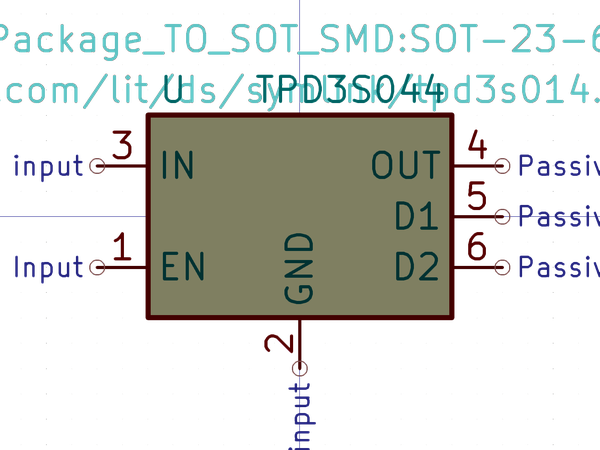 Package_TO_SOT_SMD:SOT-23-6
.com/lit/ds/symlink/tpd3s014.
U TPD3S044
input 3 IN OUT 4 Passiv
D1 5 Passiv
Input 1 EN D2 6 Passiv
GND
2
input